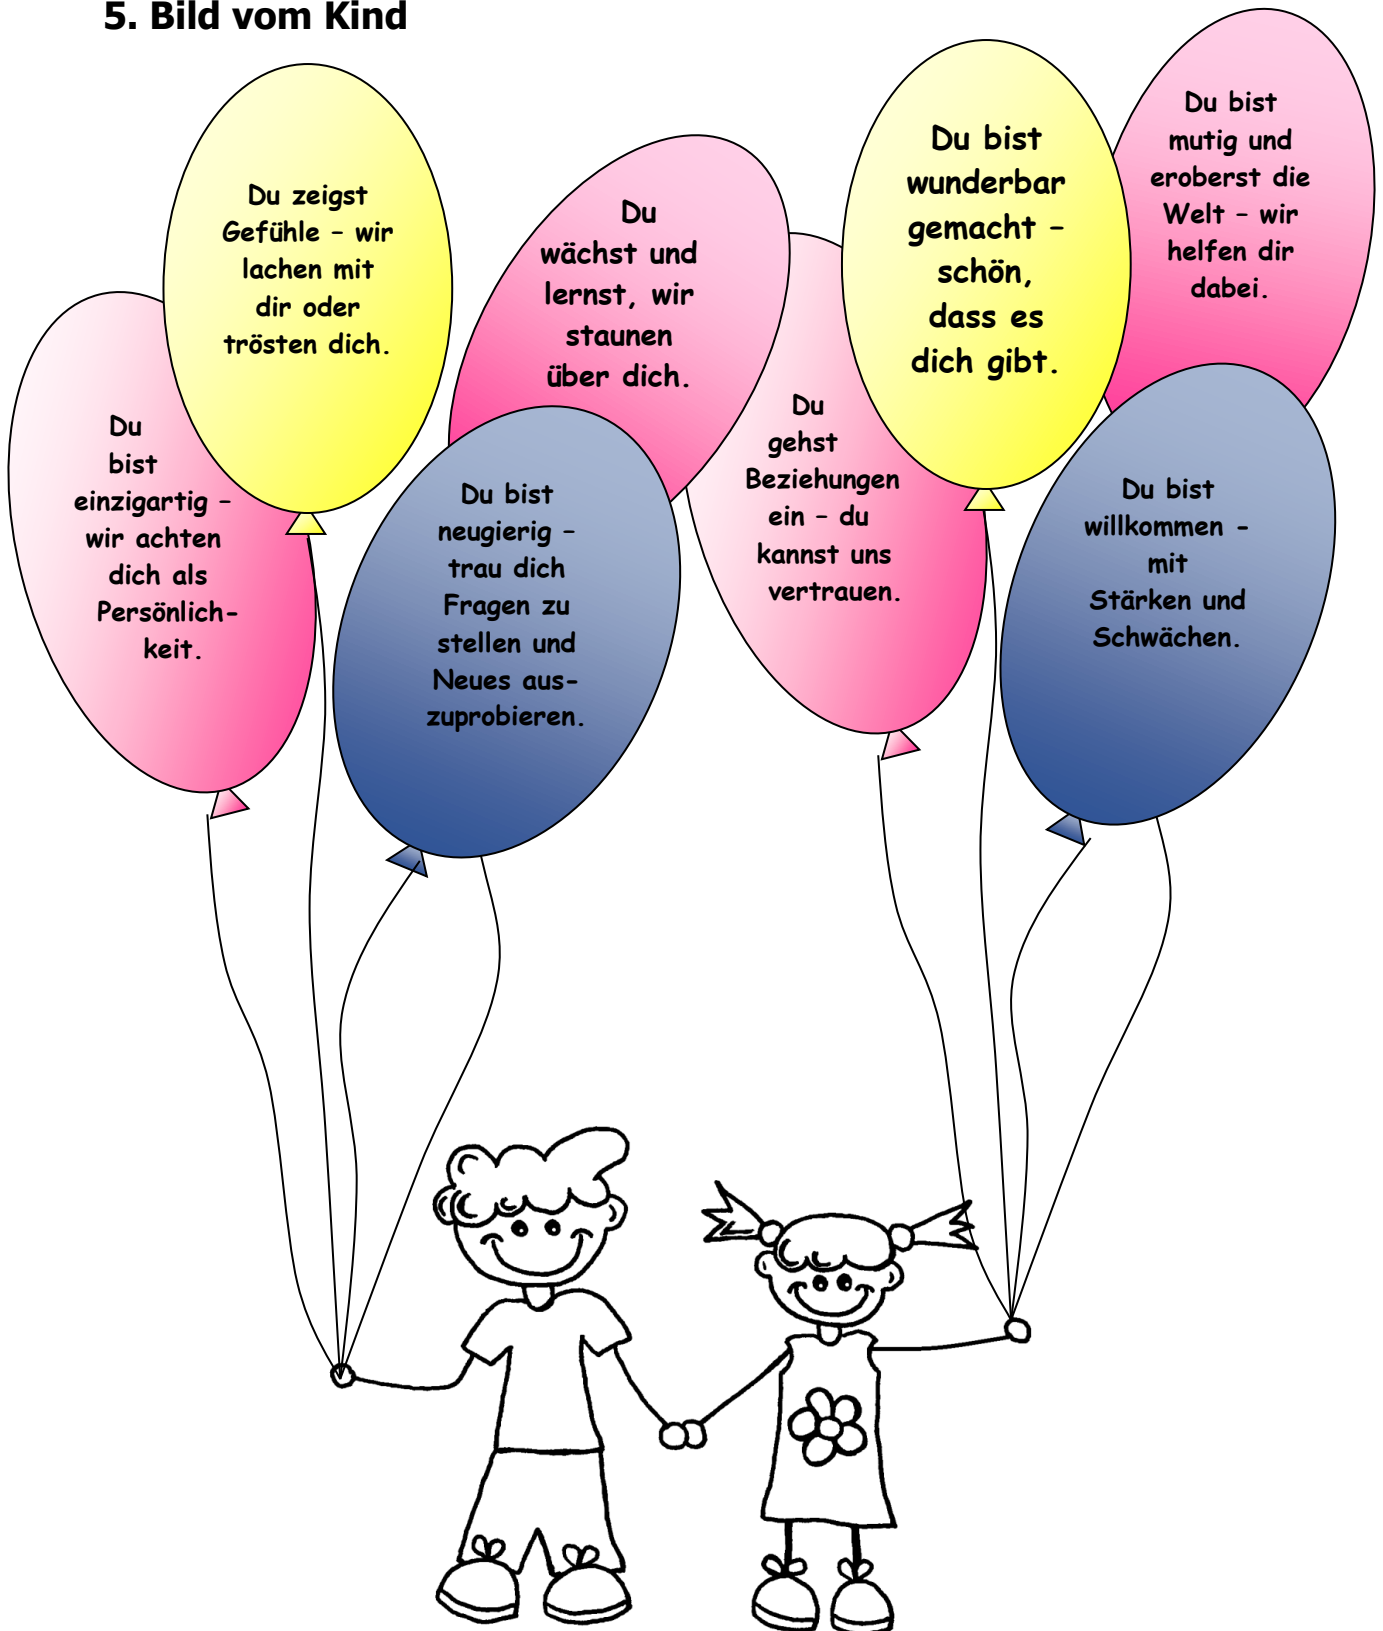 5. Bild vom Kind
Du
bist
einzigartig –
wir achten
dich als
Persönlich-
keit.
Du zeigst
Gefühle – wir
lachen mit
dir oder
trösten dich.
Du bist
neugierig –
trau dich
Fragen zu
stellen und
Neues aus-
zuprobieren.
Du
wächst und
lernst, wir
staunen
über dich.
Du
gehst
Beziehungen
ein – du
kannst uns
vertrauen.
Du bist
wunderbar
gemacht –
schön,
dass es
dich gibt.
Du bist
willkommen -
mit
Stärken und
Schwächen.
Du bist
mutig und
eroberst die
Welt – wir
helfen dir
dabei.